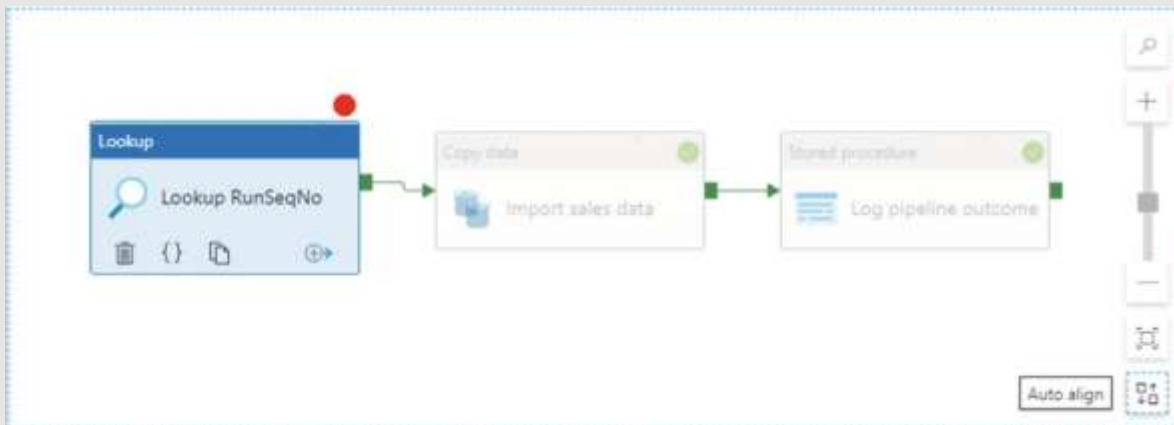 Lookup
Lookup RunSeqNo
Copy data
Import sales data
Stored procedure
Log pipeline outcome
Auto align